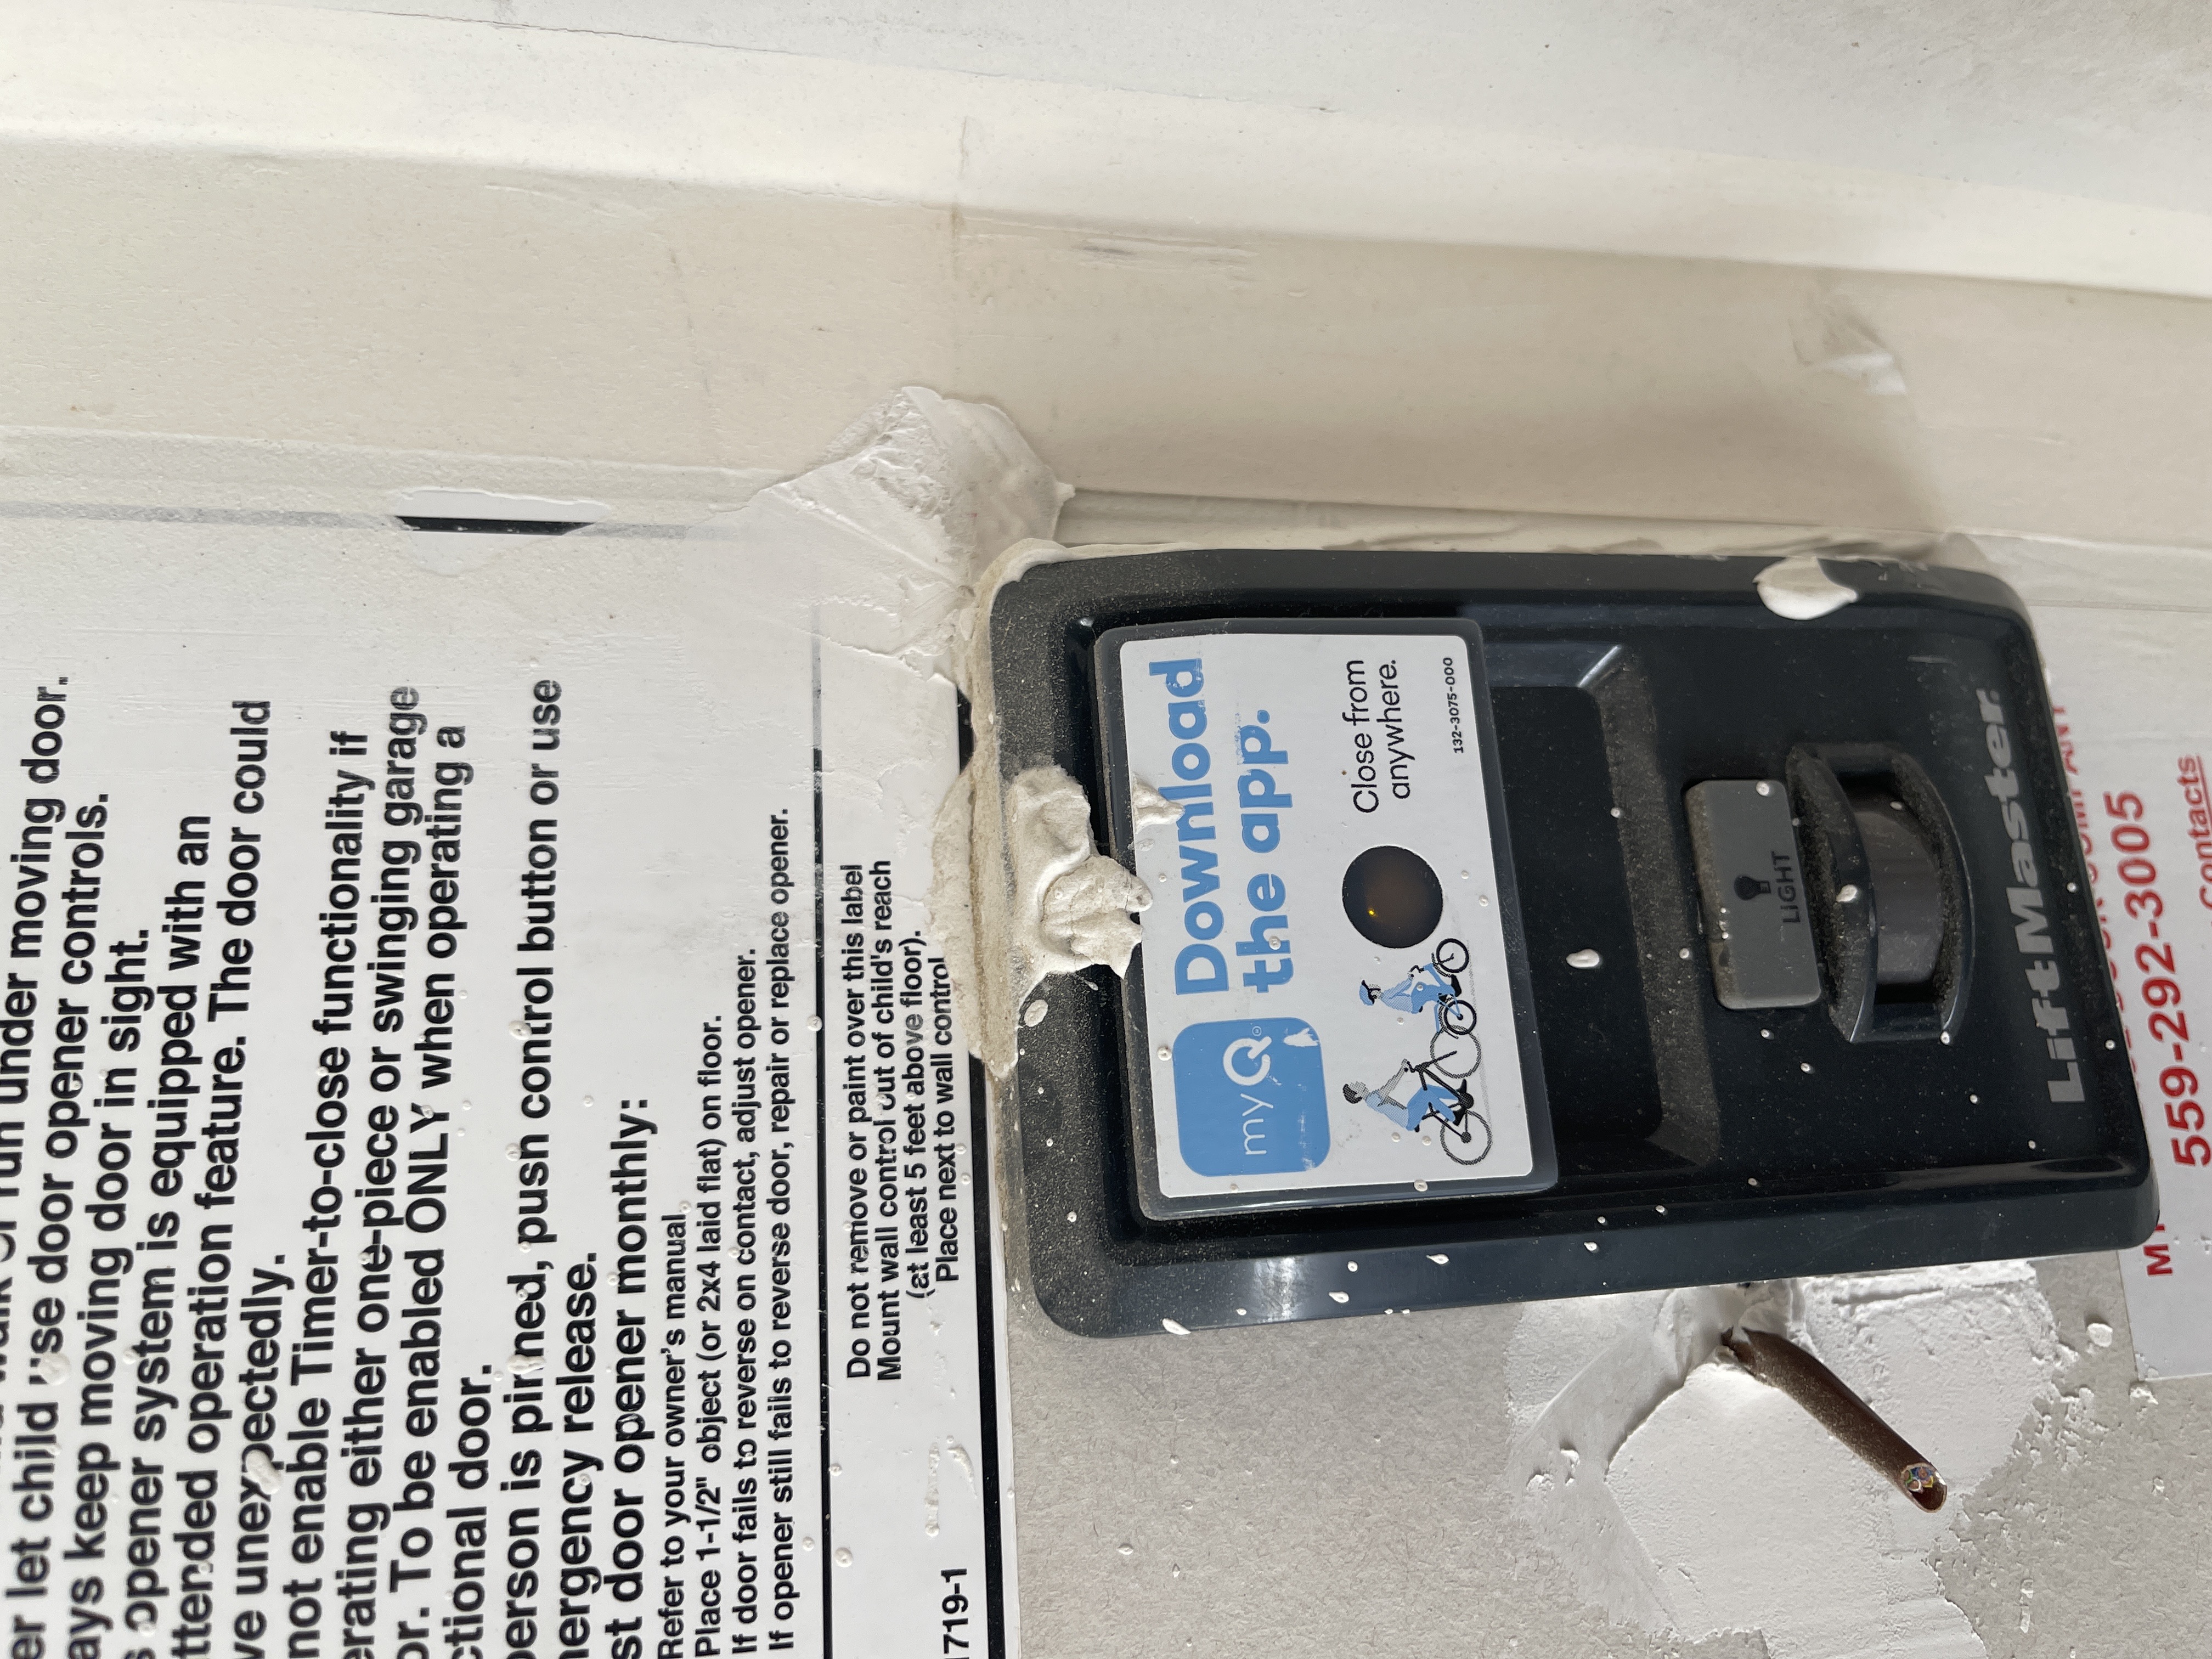 walk or run under moving door.
er let child use door opener controls.
ays keep moving door in sight.
s opener system is equipped with an
ttended operation feature. The door could
ve unexpectedly.
not enable Timer-to-close functionality if
erating either one-piece or swinging garage
or. To be enabled ONLY when operating a
ctional door.
person is pinned, push control button or use
mergency release.
st door opener monthly:
Refer to your owner's manual.
Place 1-1/2" object (or 2x4 laid flat) on floor.
If door fails to reverse on contact, adjust opener.
If opener still fails to reverse door, repair or replace opener.
Do not remove or paint over this label
Mount wall control out of child's reach
(at least 5 feet above floor).
Place next to wall control
1719-1
myQ
Download
the app.
Close from
anywhere.
132-3075-000
LIGHT
LiftMaster
COMPANY
559-292-3005
Contacts